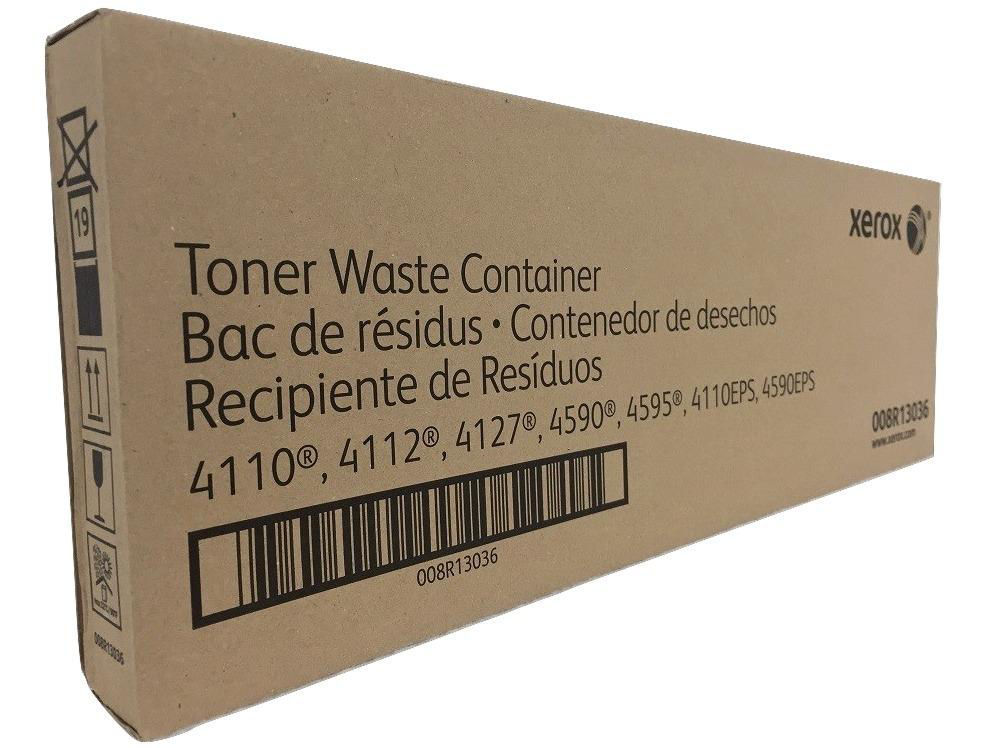 xerox ®
Toner Waste Container
Bac de résidus • Contenedor de desechos
Recipiente de Resíduos
4110®, 4112®, 4127®, 4590®, 4595®, 4110EPS, 4590EPS
008R13036
www.xerox.com
008R13036
19
008R13036